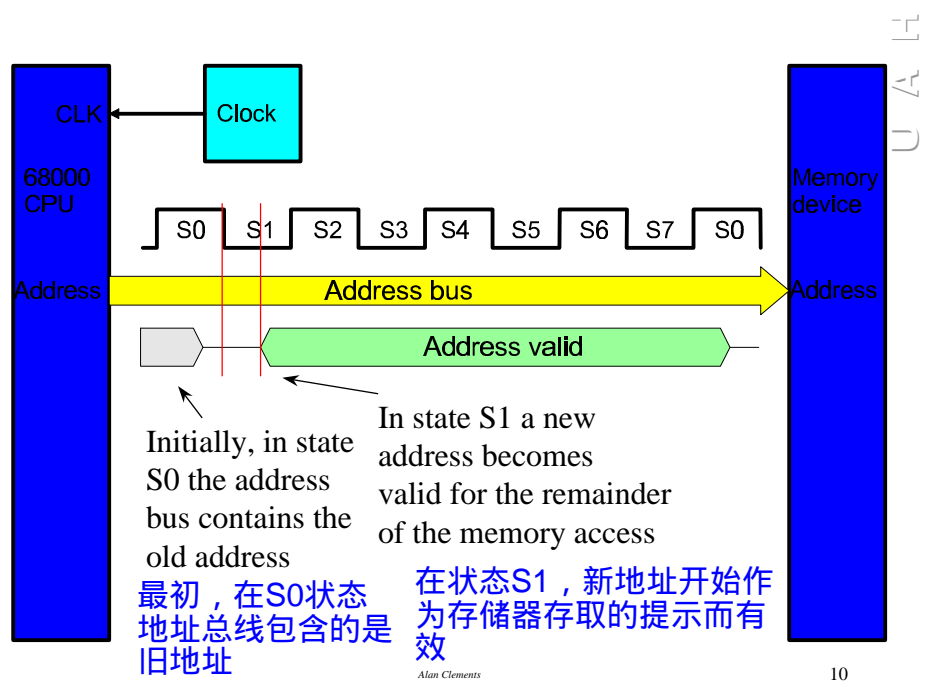 UAH
CLK
Clock
68000
CPU
Memory
device
S0 S1 S2 S3 S4 S5 S6 S7 S0
Address
Address bus
Address
Address valid
Initially, in state
S0 the address
bus contains the
old address
In state S1 a new
address becomes
valid for the remainder
of the memory access
最初，在S0状态
地址总线包含的是
旧地址
在状态S1，新地址开始作
为存储器存取的提示而有
效
Alan Clements
10